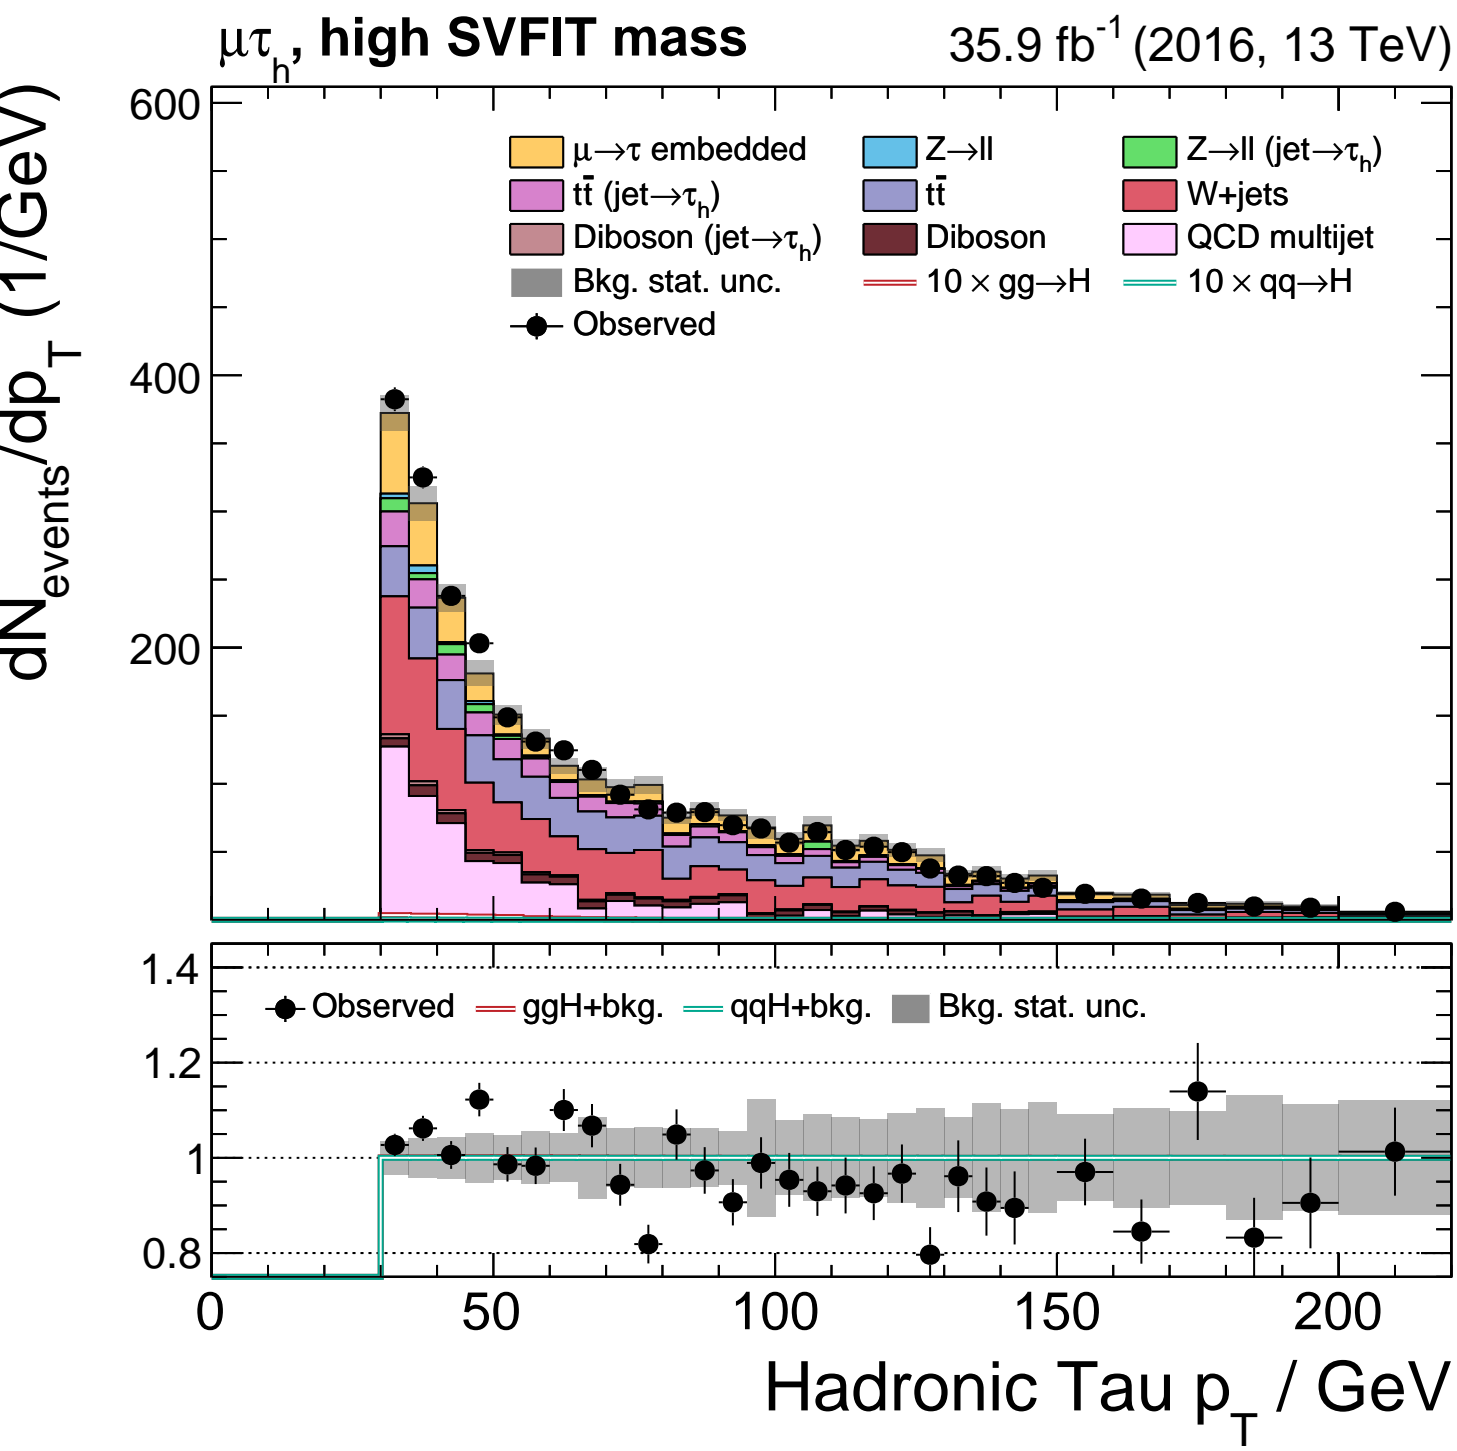 μτh, high SVFIT mass 35.9 fb-1 (2016, 13 TeV)
dNevents/dpT (1/GeV)
600
400
200
μ→τ embedded Z→ll Z→ll (jet→τh)
tt̄ (jet→τh) tt̄ W+jets
Diboson (jet→τh) Diboson QCD multijet
Bkg. stat. unc. 10 × gg→H 10 × qq→H
Observed
1.4
1.2
1
0.8
Observed ggH+bkg. qqH+bkg. Bkg. stat. unc.
0 50 100 150 200
Hadronic Tau pT / GeV